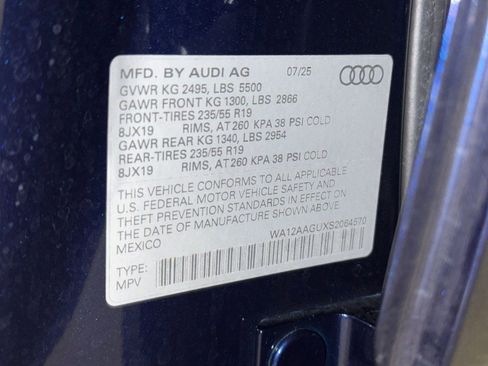 MFD. BY AUDI AG 07/25
GVWR KG 2495, LBS 5500
GAWR FRONT KG 1300, LBS 2866
FRONT-TIRES 235/55 R19
8JX19 RIMS, AT 260 KPA 38 PSI COLD
GAWR REAR KG 1340, LBS 2954
REAR-TIRES 235/55 R19
8JX19 RIMS, AT 260 KPA 38 PSI COLD
THIS VEHICLE CONFORMS TO ALL APPLICABLE
U.S. FEDERAL MOTOR VEHICLE SAFETY AND
THEFT PREVENTION STANDARDS IN EFFECT ON
THE DATE OF MANUFACTURE SHOWN ABOVE
MEXICO WA12AAGUXS2064570
TYPE:
MPV